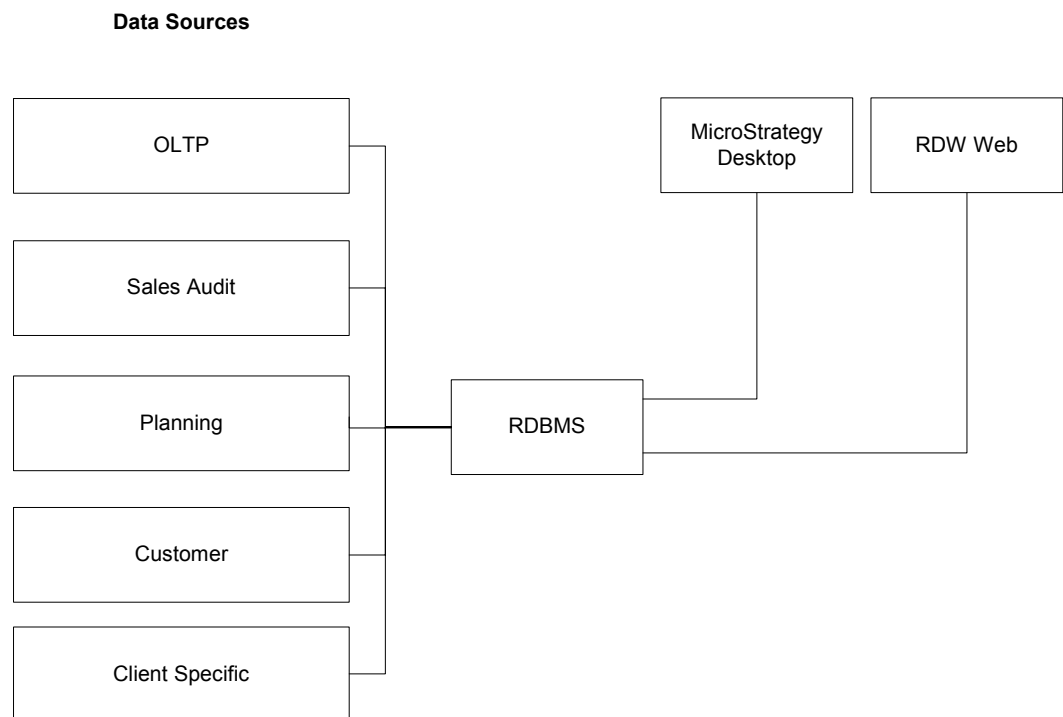 Data Sources
OLTP
MicroStrategy
Desktop
RDW Web
Sales Audit
Planning
RDBMS
Customer
Client Specific